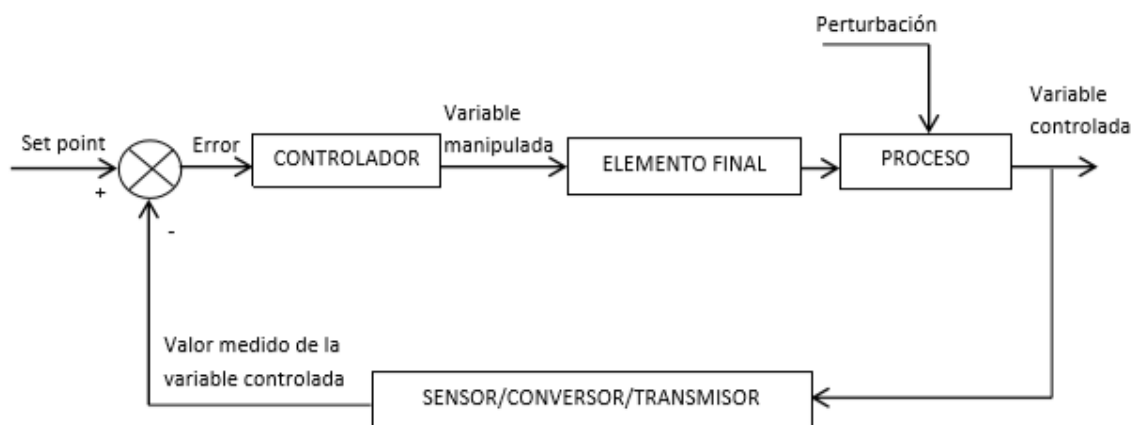 Perturbación
Variable
controlada
Set point
+
Error
CONTROLADOR
Variable
manipulada
ELEMENTO FINAL
PROCESO
-
Valor medido de la
variable controlada
SENSOR/CONVERSOR/TRANSMISOR